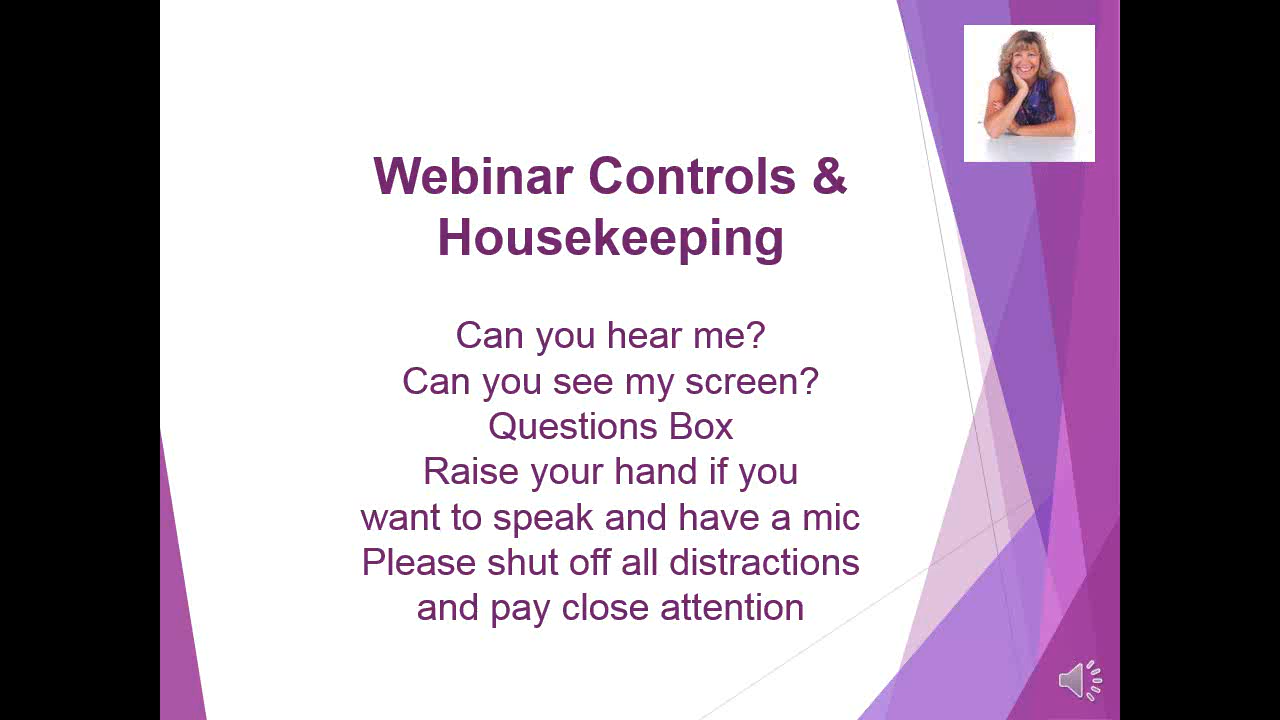 Webinar Controls &
Housekeeping
Can you hear me?
Can you see my screen?
Questions Box
Raise your hand if you
want to speak and have a mic
Please shut off all distractions
and pay close attention